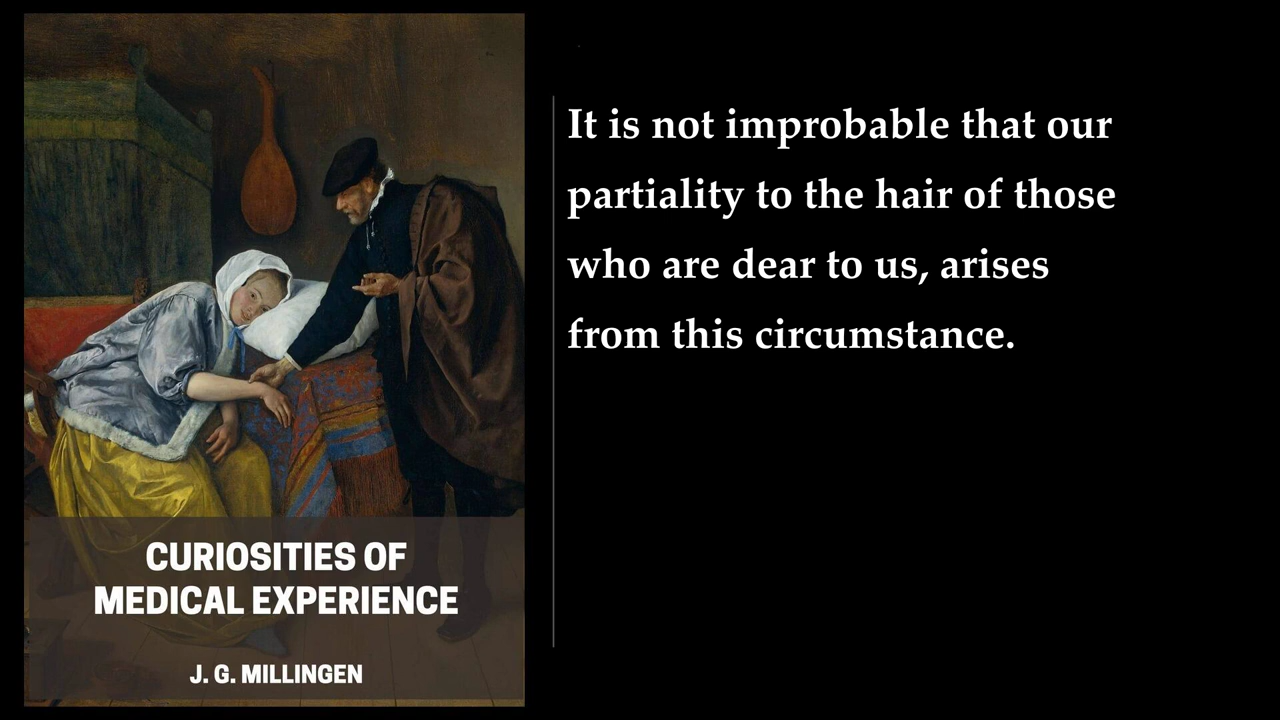 It is not improbable that our
partiality to the hair of those
who are dear to us, arises
from this circumstance.
CURIOSITIES OF
MEDICAL EXPERIENCE
J. G. MILLINGEN